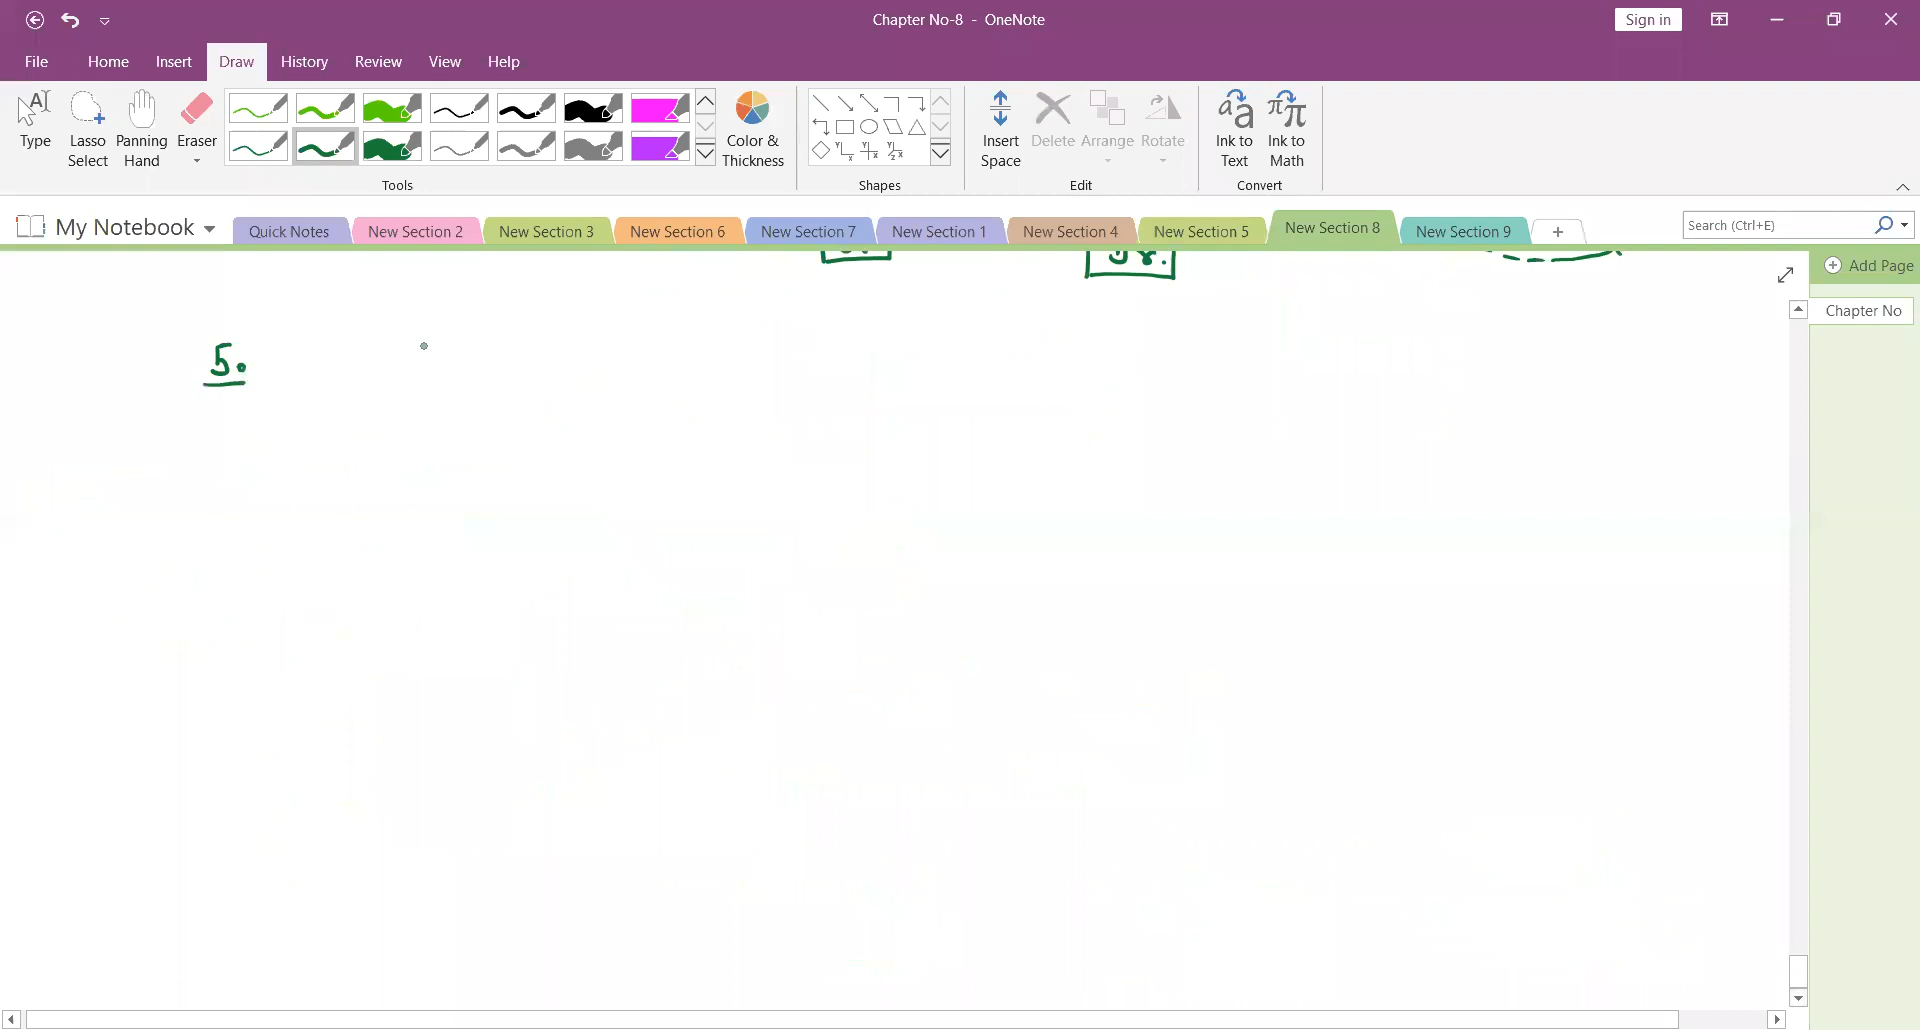 Chapter No-8 - OneNote
Sign in
File Home Insert Draw History Review View Help
Type
Lasso Select
Panning Hand
Eraser
Color & Thickness
Insert Space
Delete
Arrange
Rotate
Ink to Text
Ink to Math
Tools
Shapes
Edit
Convert
My Notebook
Quick Notes
New Section 2
New Section 3
New Section 6
New Section 7
New Section 1
New Section 4
New Section 5
New Section 8
New Section 9
Search (Ctrl+E)
Add Page
Chapter No
5.